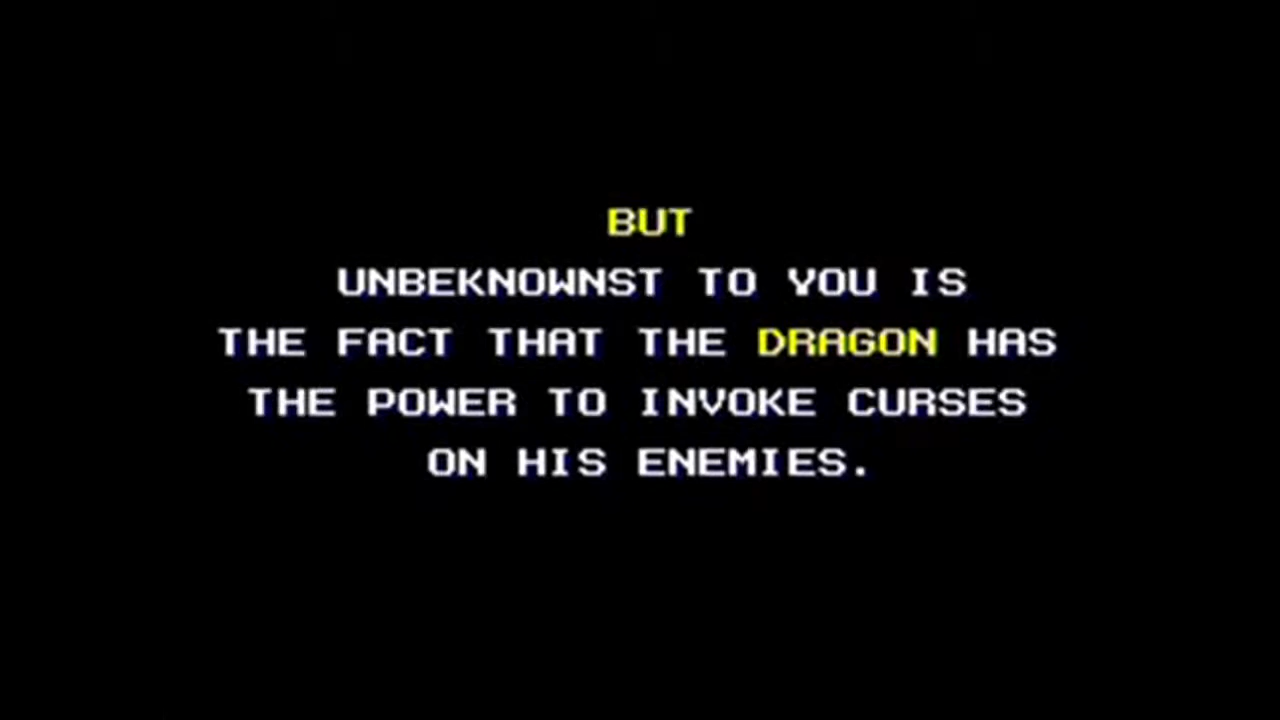 BUT
UNBEKNOWNST TO YOU IS
THE FACT THAT THE DRAGON HAS
THE POWER TO INVOKE CURSES
ON HIS ENEMIES.